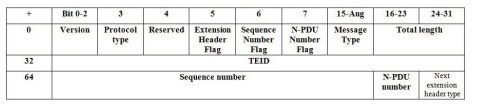 + Bit 0-2 3 4 5 6 7 15-Aug 16-23 24-31
0 Version Protocol type Reserved Extension Header Flag Sequence Number Flag N-PDU Number Flag Message Type Total length
32 TEID
64 Sequence number N-PDU number Next extension header type